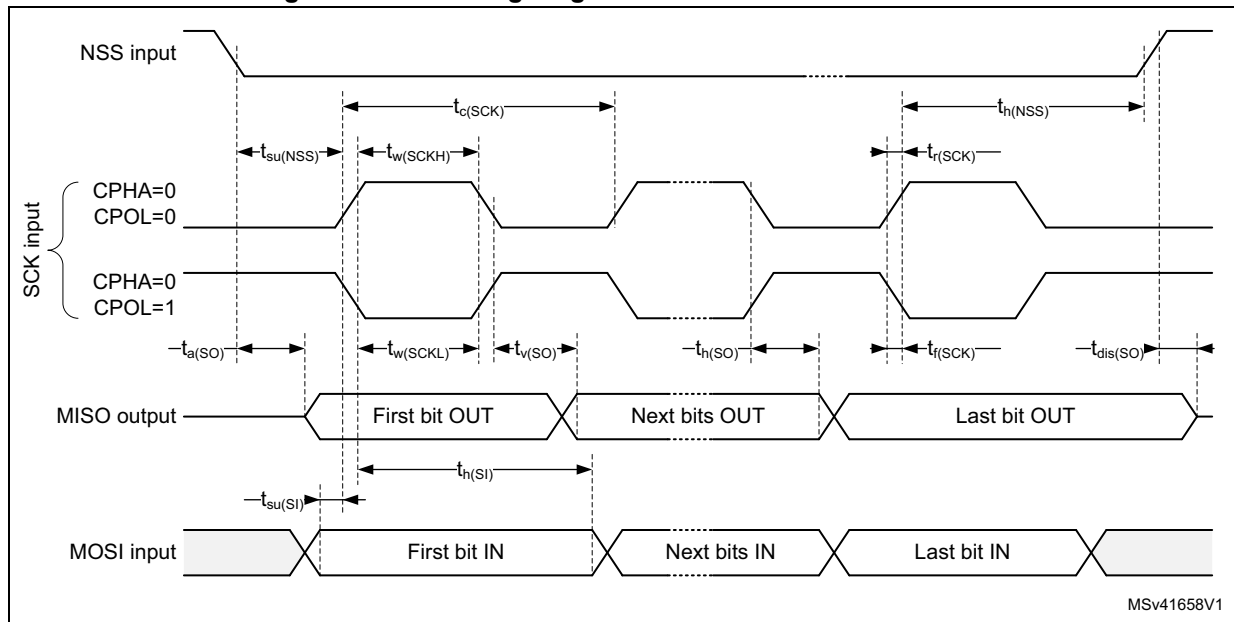 NSS input
tc(SCK)
th(NSS)
tsu(NSS)
tw(SCKH)
tr(SCK)
SCK input
CPHA=0
CPOL=0
CPHA=0
CPOL=1
ta(SO)
tw(SCKL)
tv(SO)
th(SO)
tf(SCK)
tdis(SO)
MISO output
First bit OUT
Next bits OUT
Last bit OUT
th(SI)
tsu(SI)
MOSI input
First bit IN
Next bits IN
Last bit IN
MSv41658V1